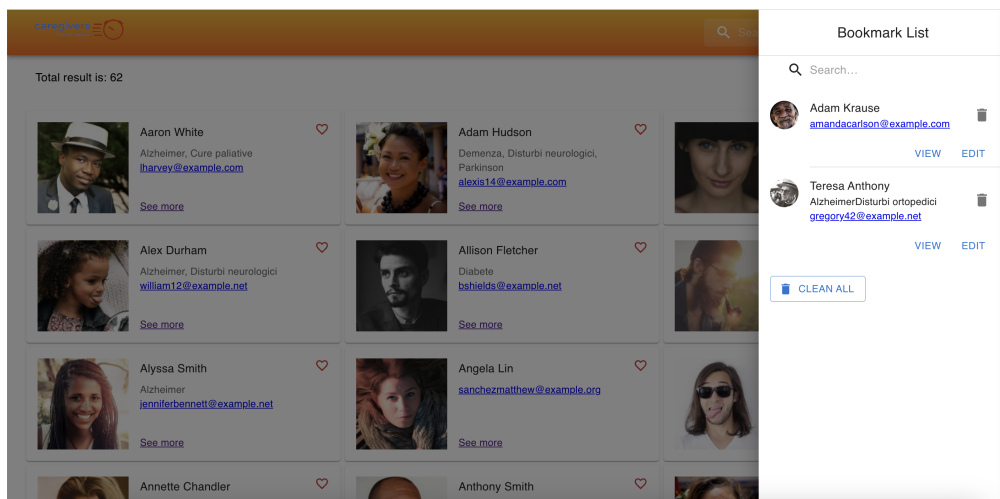 caregivers
Bookmark List
Search…
Total result is: 62
Aaron White
Alzheimer, Cure paliative
lharvey@example.com
See more
Adam Hudson
Demenza, Disturbi neurologici,
Parkinson
alexis14@example.com
See more
Alex Durham
Alzheimer, Disturbi neurologici
william12@example.net
See more
Allison Fletcher
Diabete
bshields@example.net
See more
Alyssa Smith
Alzheimer
jenniferbennett@example.net
See more
Angela Lin
sanchezmatthew@example.org
See more
Annette Chandler
Anthony Smith
Adam Krause
amandacarlson@example.com
VIEW EDIT
Teresa Anthony
AlzheimerDisturbi ortopedici
gregory42@example.net
VIEW EDIT
CLEAN ALL